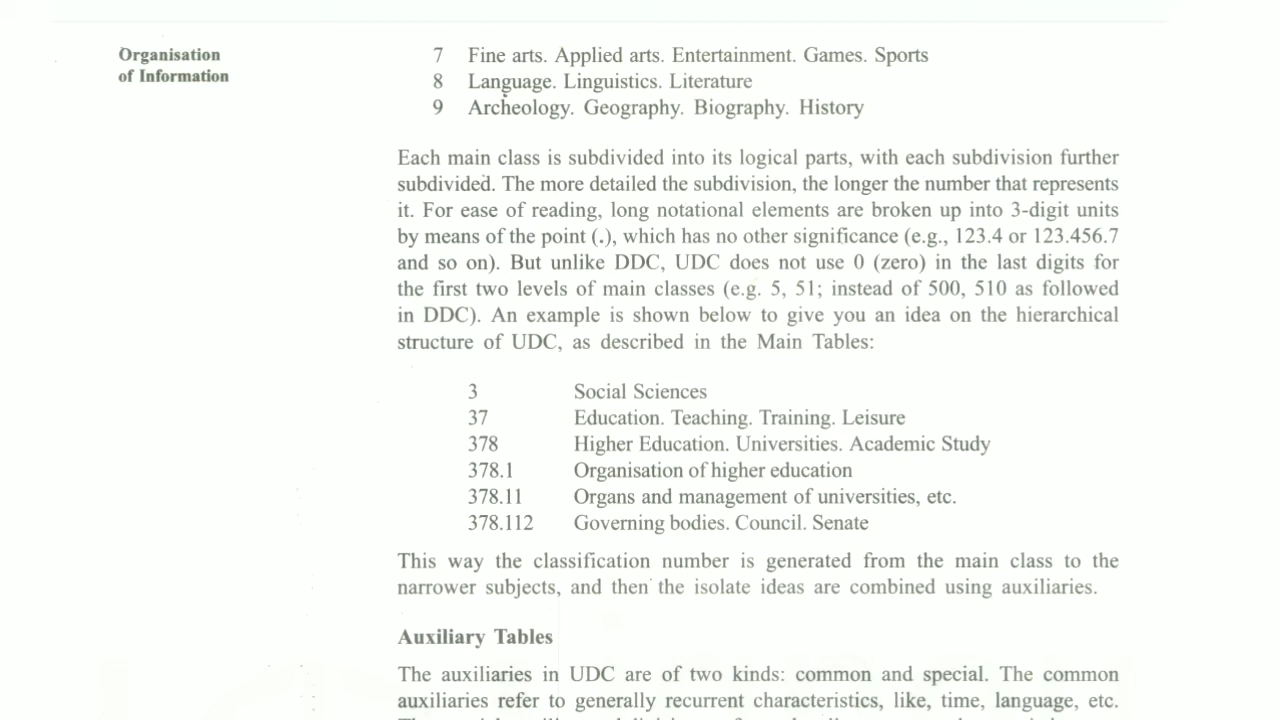 Organisation
of Information
7 Fine arts. Applied arts. Entertainment. Games. Sports
8 Language. Linguistics. Literature
9 Archeology. Geography. Biography. History
Each main class is subdivided into its logical parts, with each subdivision further
subdivided. The more detailed the subdivision, the longer the number that represents
it. For ease of reading, long notational elements are broken up into 3-digit units
by means of the point (.), which has no other significance (e.g., 123.4 or 123.456.7
and so on). But unlike DDC, UDC does not use 0 (zero) in the last digits for
the first two levels of main classes (e.g. 5, 51; instead of 500, 510 as followed
in DDC). An example is shown below to give you an idea on the hierarchical
structure of UDC, as described in the Main Tables:
3 Social Sciences
37 Education. Teaching. Training. Leisure
378 Higher Education. Universities. Academic Study
378.1 Organisation of higher education
378.11 Organs and management of universities, etc.
378.112 Governing bodies. Council. Senate
This way the classification number is generated from the main class to the
narrower subjects, and then the isolate ideas are combined using auxiliaries.
Auxiliary Tables
The auxiliaries in UDC are of two kinds: common and special. The common
auxiliaries refer to generally recurrent characteristics, like, time, language, etc.